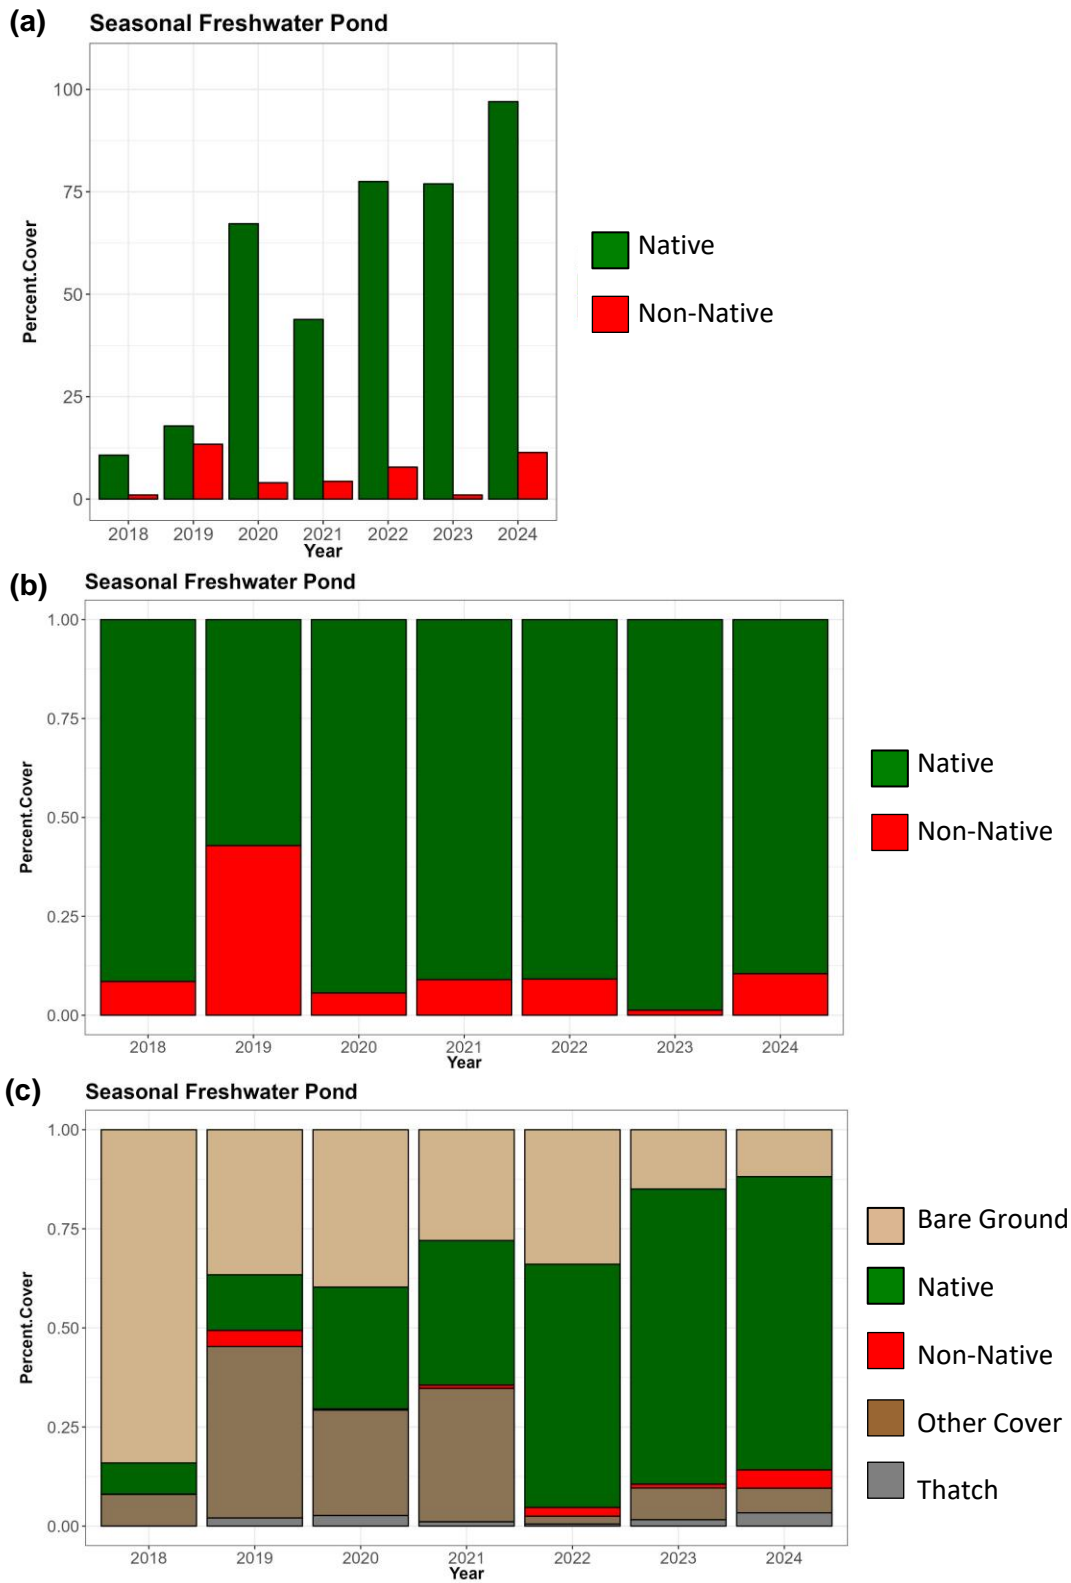 (a)
Seasonal Freshwater Pond
Percent.Cover
100
75
50
25
0
2018 2019 2020 2021 2022 2023 2024
Year
Native
Non-Native
(b)
Seasonal Freshwater Pond
Percent.Cover
1.00
0.75
0.50
0.25
0.00
2018 2019 2020 2021 2022 2023 2024
Year
Native
Non-Native
(c)
Seasonal Freshwater Pond
Percent.Cover
1.00
0.75
0.50
0.25
0.00
2018 2019 2020 2021 2022 2023 2024
Year
Bare Ground
Native
Non-Native
Other Cover
Thatch